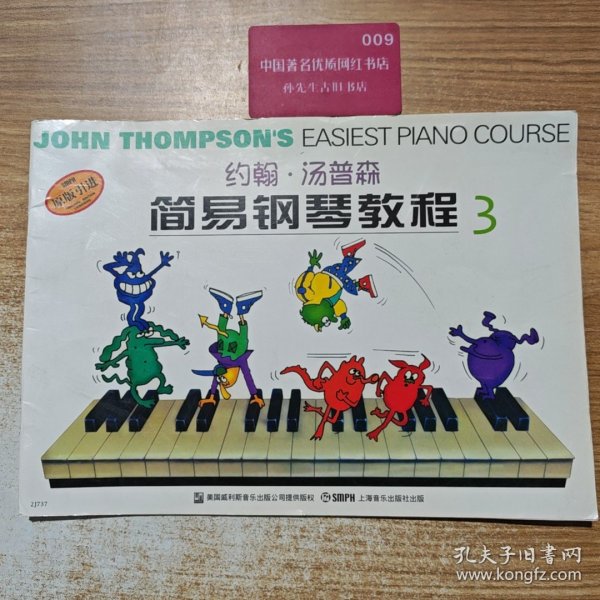 009
中国著名优质网红书店
孙先生古旧书店
JOHN THOMPSON'S EASIEST PIANO COURSE
约翰·汤普森
SMPH
原版引进
简易钢琴教程 3
2J737
美国威利斯音乐出版公司提供版权
SMPH 上海音乐出版社出版
孔夫子旧书网
www.kongfz.com